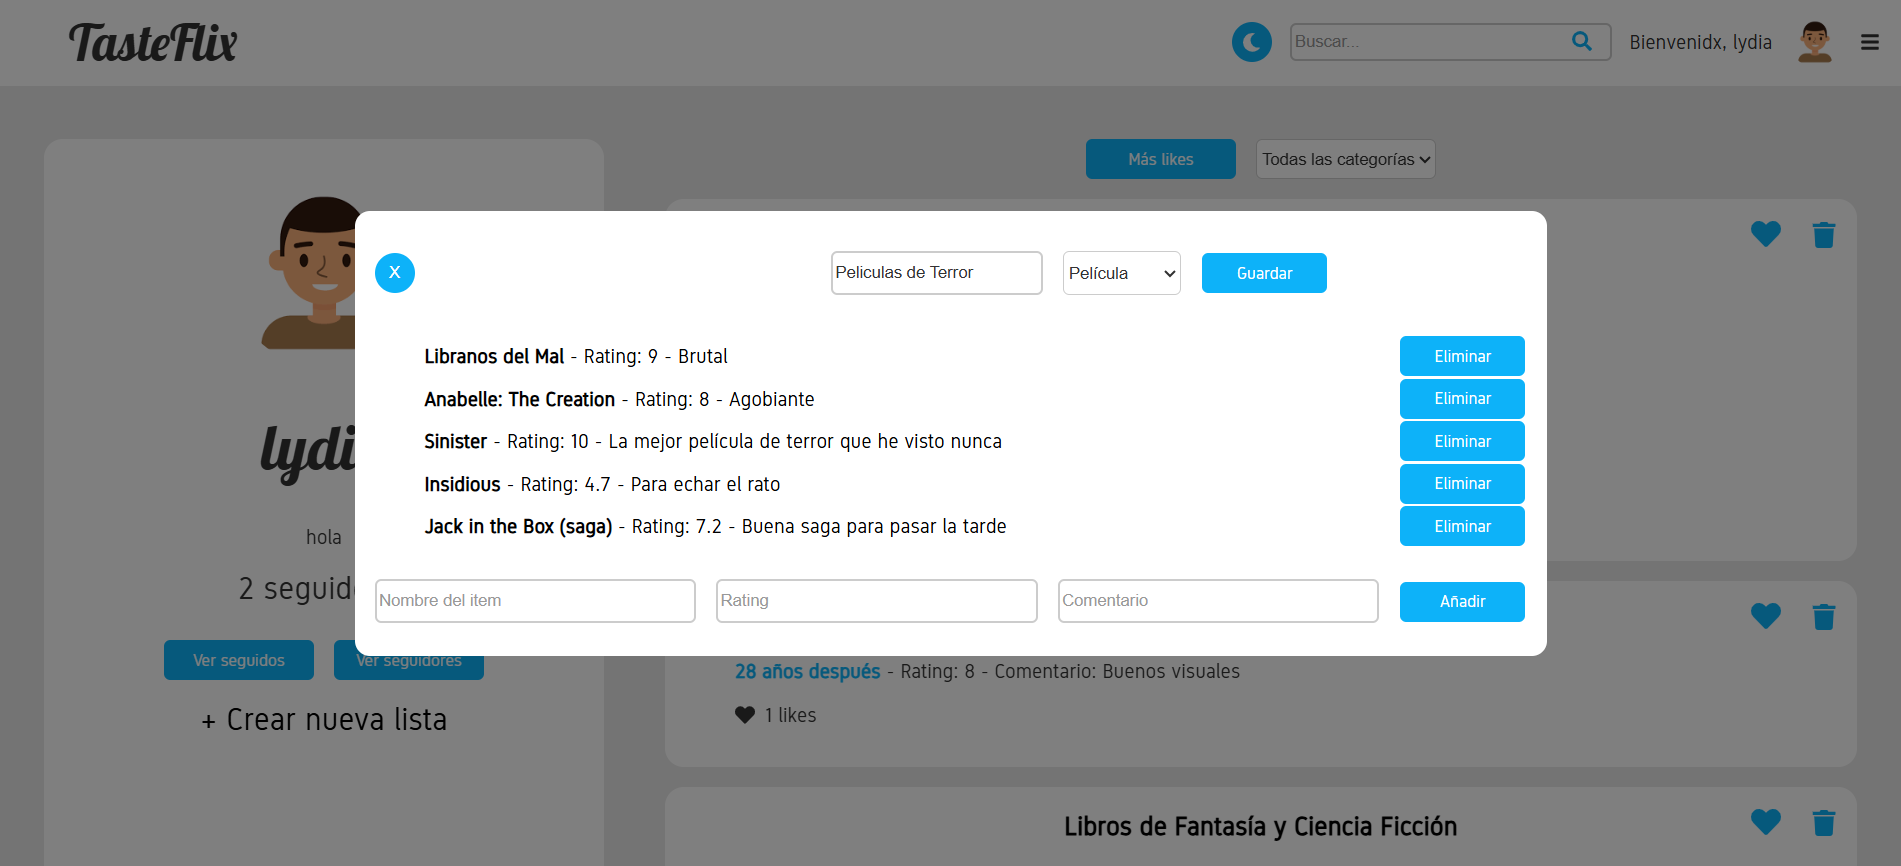 TasteFlix
Buscar...
Bienvenidx, lydia
Más likes
Todas las categorías
X
Peliculas de Terror
Película
Guardar
Libranos del Mal - Rating: 9 - Brutal
Eliminar
Anabelle: The Creation - Rating: 8 - Agobiante
Eliminar
Sinister - Rating: 10 - La mejor película de terror que he visto nunca
Eliminar
Insidious - Rating: 4.7 - Para echar el rato
Eliminar
Jack in the Box (saga) - Rating: 7.2 - Buena saga para pasar la tarde
Eliminar
Nombre del item
Rating
Comentario
Añadir
lydi
hola
2 seguid
Ver seguidos
Ver seguidores
+ Crear nueva lista
28 años después - Rating: 8 - Comentario: Buenos visuales
1 likes
Libros de Fantasía y Ciencia Ficción